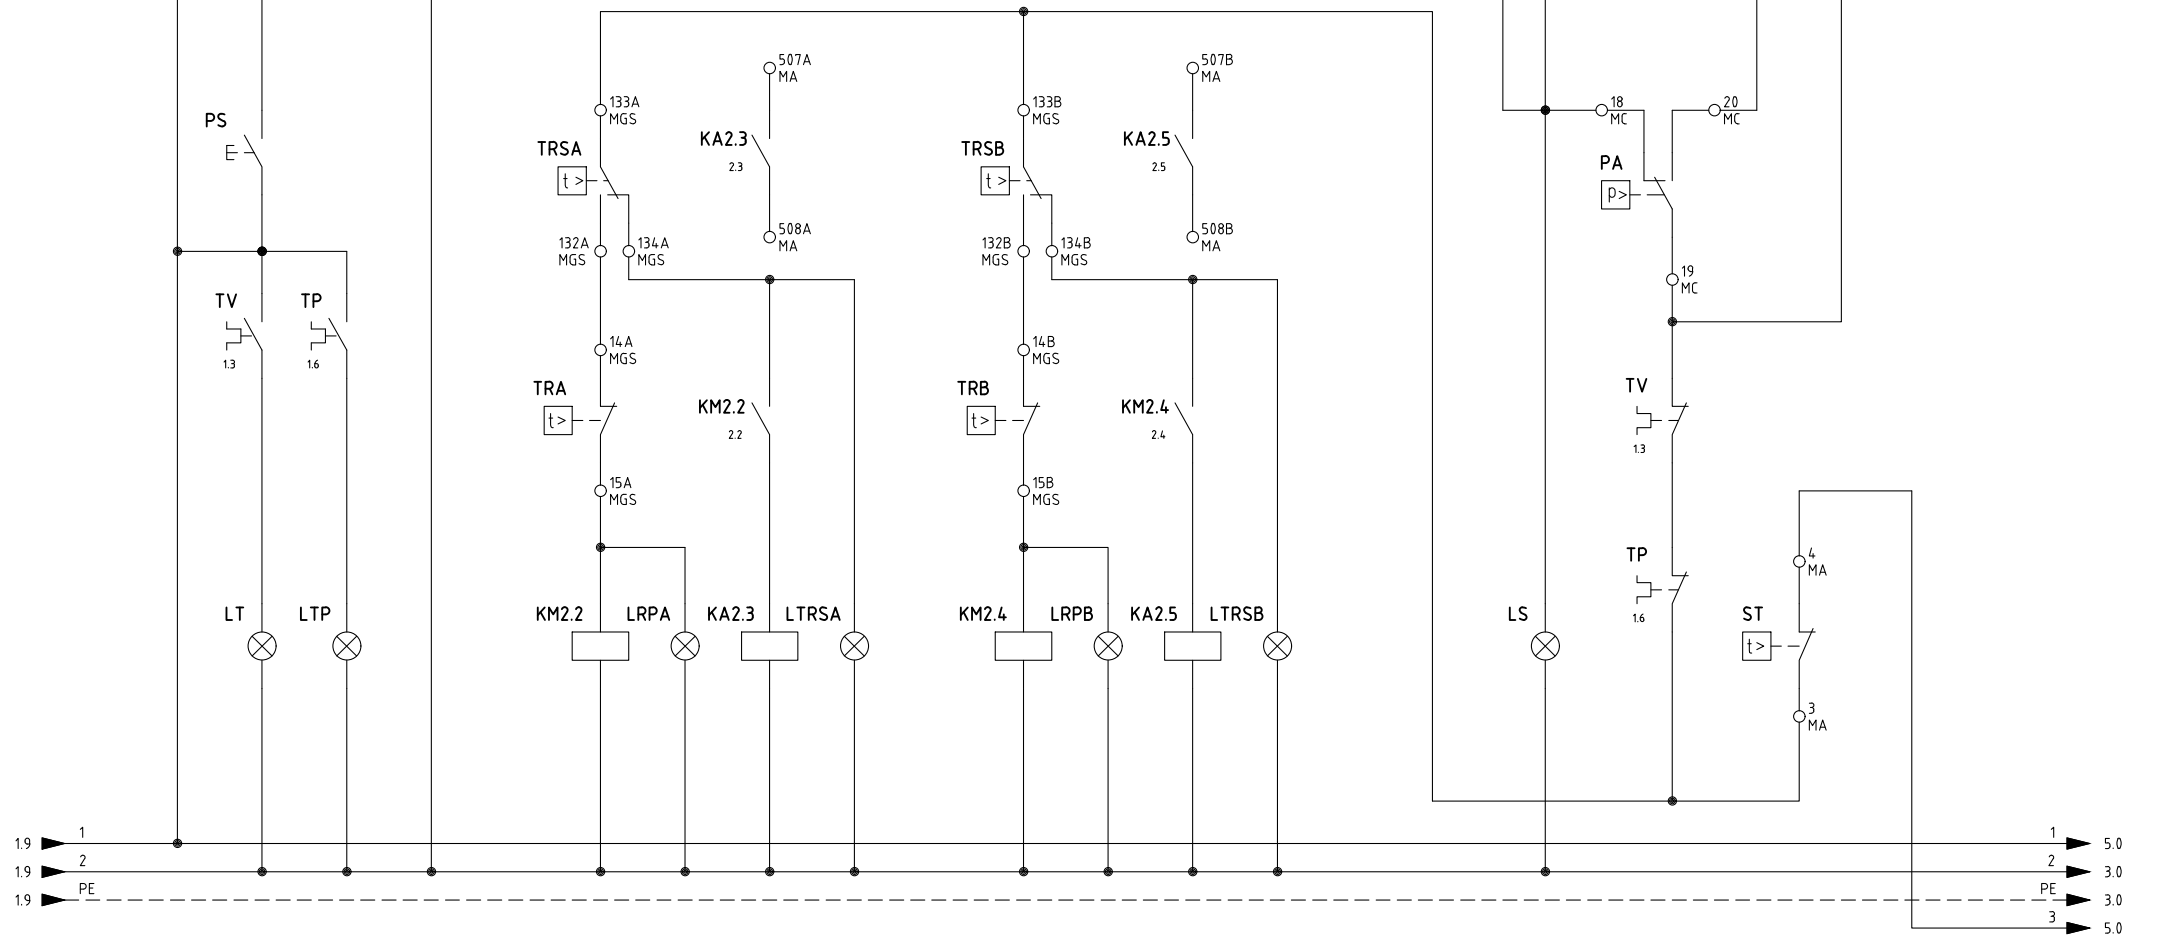 507A
MA
507B
MA
133A
MGS
133B
MGS
18
MC
20
MC
PS
TRSA
t >
KA2.3
2.3
TRSB
t >
KA2.5
2.5
PA
p>
132A
MGS
134A
MGS
508A
MA
132B
MGS
134B
MGS
508B
MA
19
MC
TV
1.3
TP
1.6
14A
MGS
14B
MGS
TRA
t>
KM2.2
2.2
TRB
t>
KM2.4
2.4
TV
1.3
15A
MGS
15B
MGS
TP
1.6
4
MA
LT
LTP
KM2.2
LRPA
KA2.3
LTRSA
KM2.4
LRPB
KA2.5
LTRSB
LS
ST
t>
3
MA
1.9
1
1
5.0
1.9
2
2
3.0
1.9
PE
PE
3.0
3
5.0